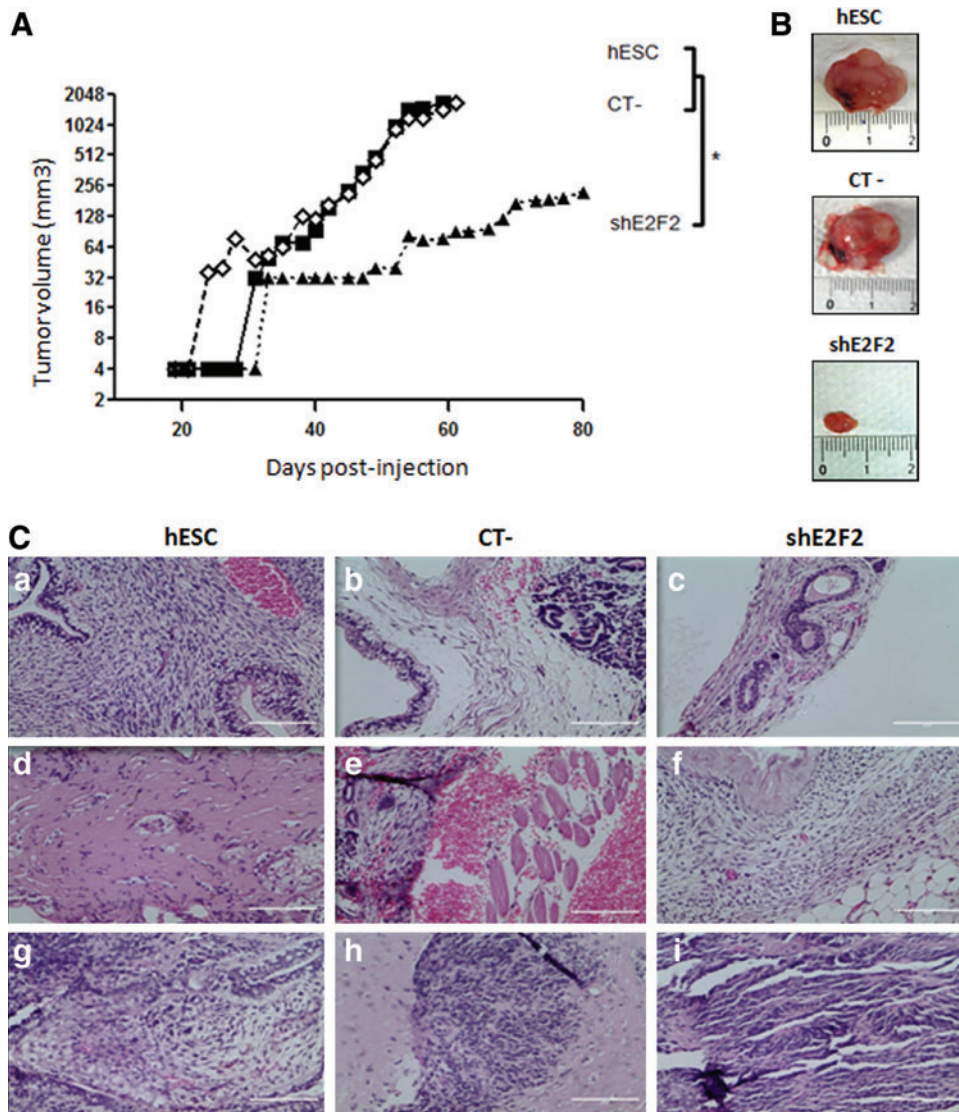 A
Tumor volume (mm3)
2048
1024
512
256
128
64
32
16
8
4
2
20 40 60 80
Days post-injection
hESC
CT-
shE2F2
*
B
hESC
0 1 2
CT -
0 1 2
shE2F2
0 1 2
C
hESC CT- shE2F2
a b c
d e f
g h i